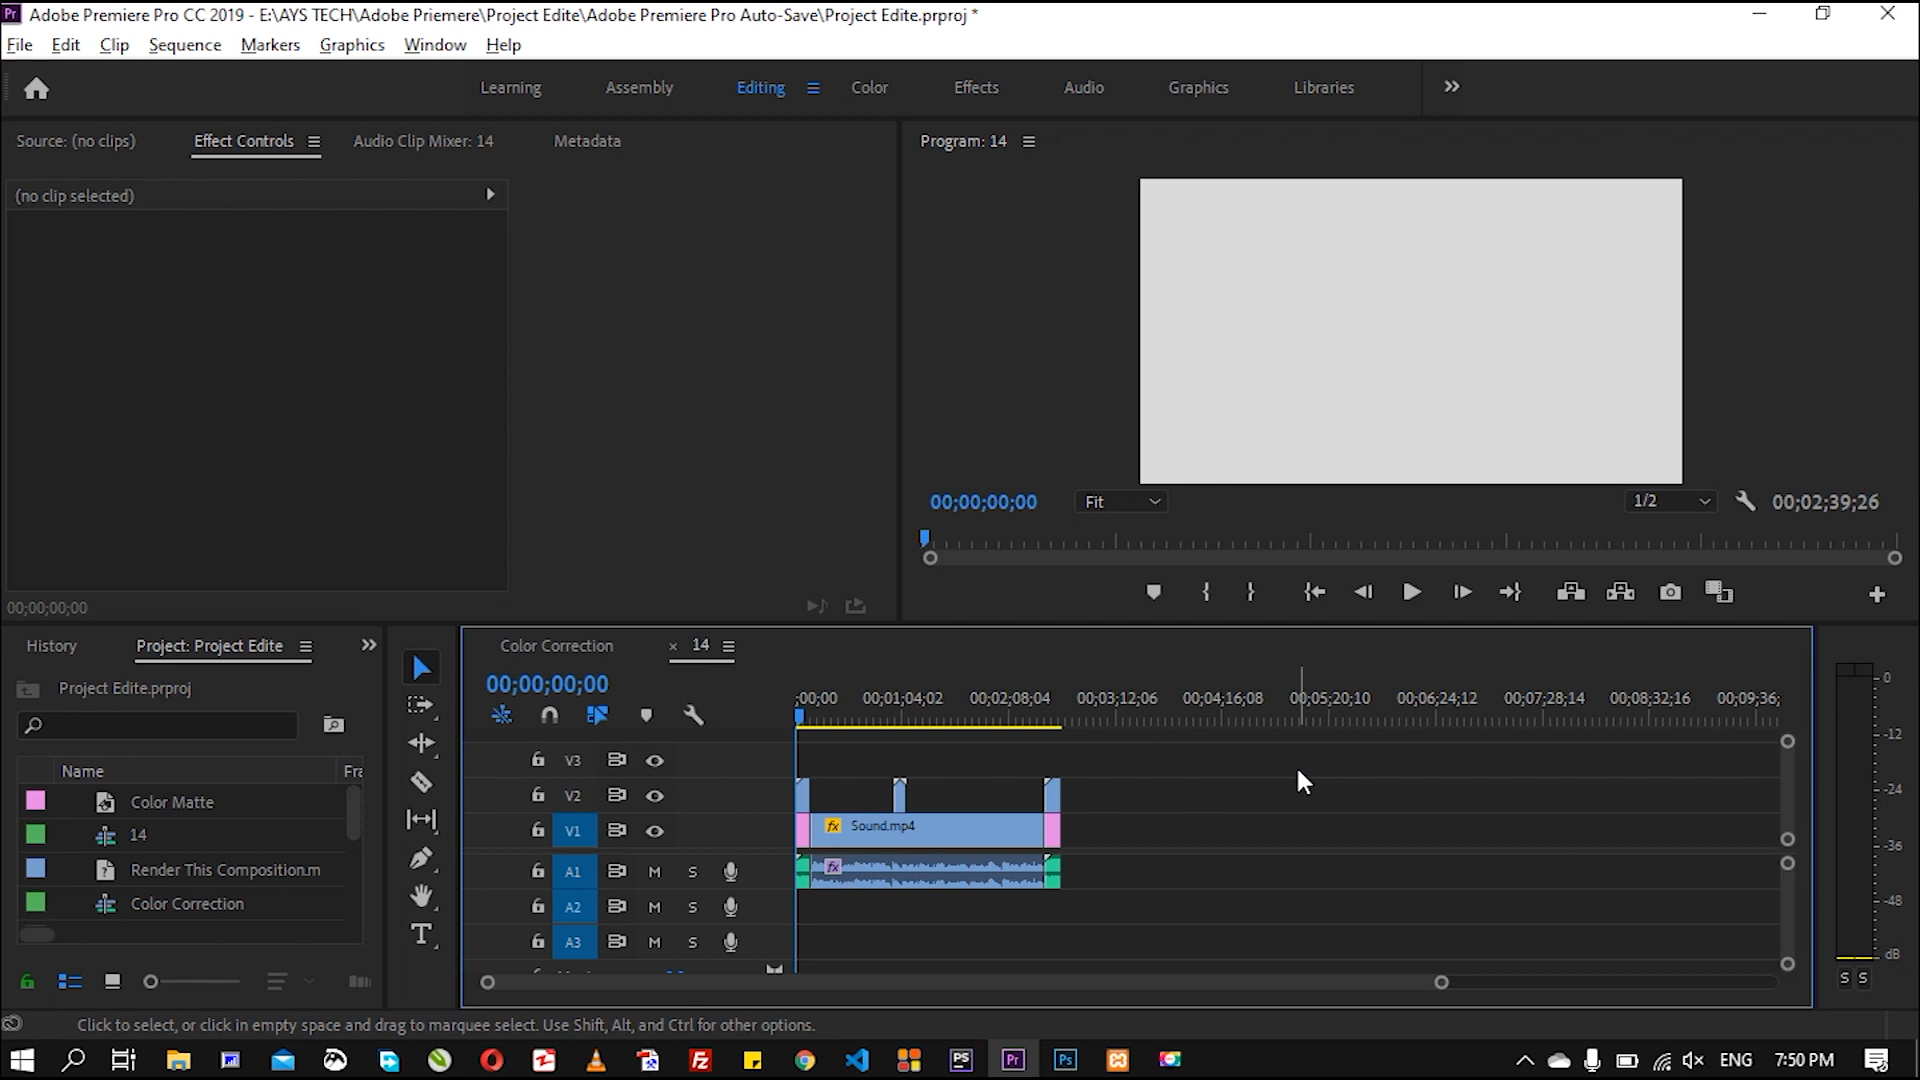 Adobe Premiere Pro CC 2019 - E:\AYS TECH\Adobe Priemere\Project Edite\Adobe Premiere Pro Auto-Save\Project Edite.prproj *
File Edit Clip Sequence Markers Graphics Window Help
Learning Assembly Editing Color Effects Audio Graphics Libraries
Source: (no clips) Effect Controls Audio Clip Mixer: 14 Metadata
Program: 14
(no clip selected)
00;00;00;00 Fit 1/2 00;02;39;26
00;00;00;00
History Project: Project Edite
Color Correction × 14
Project Edite.prproj
00;00;00;00
;00;00 00;01;04;02 00;02;08;04 00;03;12;06 00;04;16;08 00;05;20;10 00;06;24;12 00;07;28;14 00;08;32;16 00;09;36;
Name Fra
Color Matte
14
Render This Composition.m
Color Correction
V3
V2
V1 fx Sound.mp4
A1 M S fx
A2 M S
A3 M S
0
-12
-24
-36
-48
dB
S S
Click to select, or click in empty space and drag to marquee select. Use Shift, Alt, and Ctrl for other options.
ENG 7:50 PM